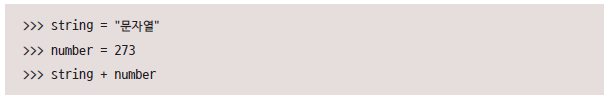 >>> string = "문자열"
>>> number = 273
>>> string + number